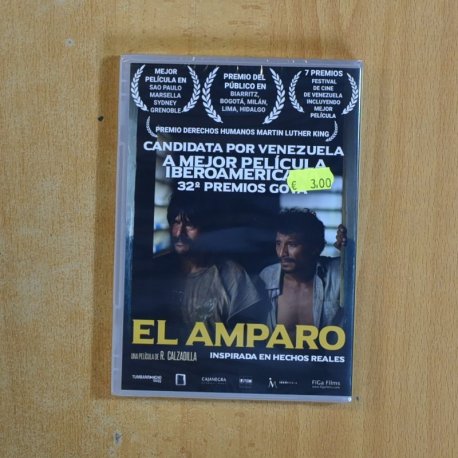 MEJOR
PELÍCULA EN
SAO PAULO
MARSELLA
SYDNEY
GRENOBLE
PREMIO DEL
PÚBLICO EN
BIARRITZ,
BOGOTÁ, MILÁN,
LIMA, HIDALGO
7 PREMIOS
FESTIVAL
DE CINE
DE VENEZUELA
INCLUYENDO
MEJOR
PELÍCULA
PREMIO DERECHOS HUMANOS MARTIN LUTHER KING
CANDIDATA POR VENEZUELA
A MEJOR PELÍCULA
IBEROAMERICA
32º PREMIOS GOYA
€ 3,00
EL AMPARO
UNA PELÍCULA DE R. CALZADILLA
INSPIRADA EN HECHOS REALES
CAJANEGRA
FiGa Films